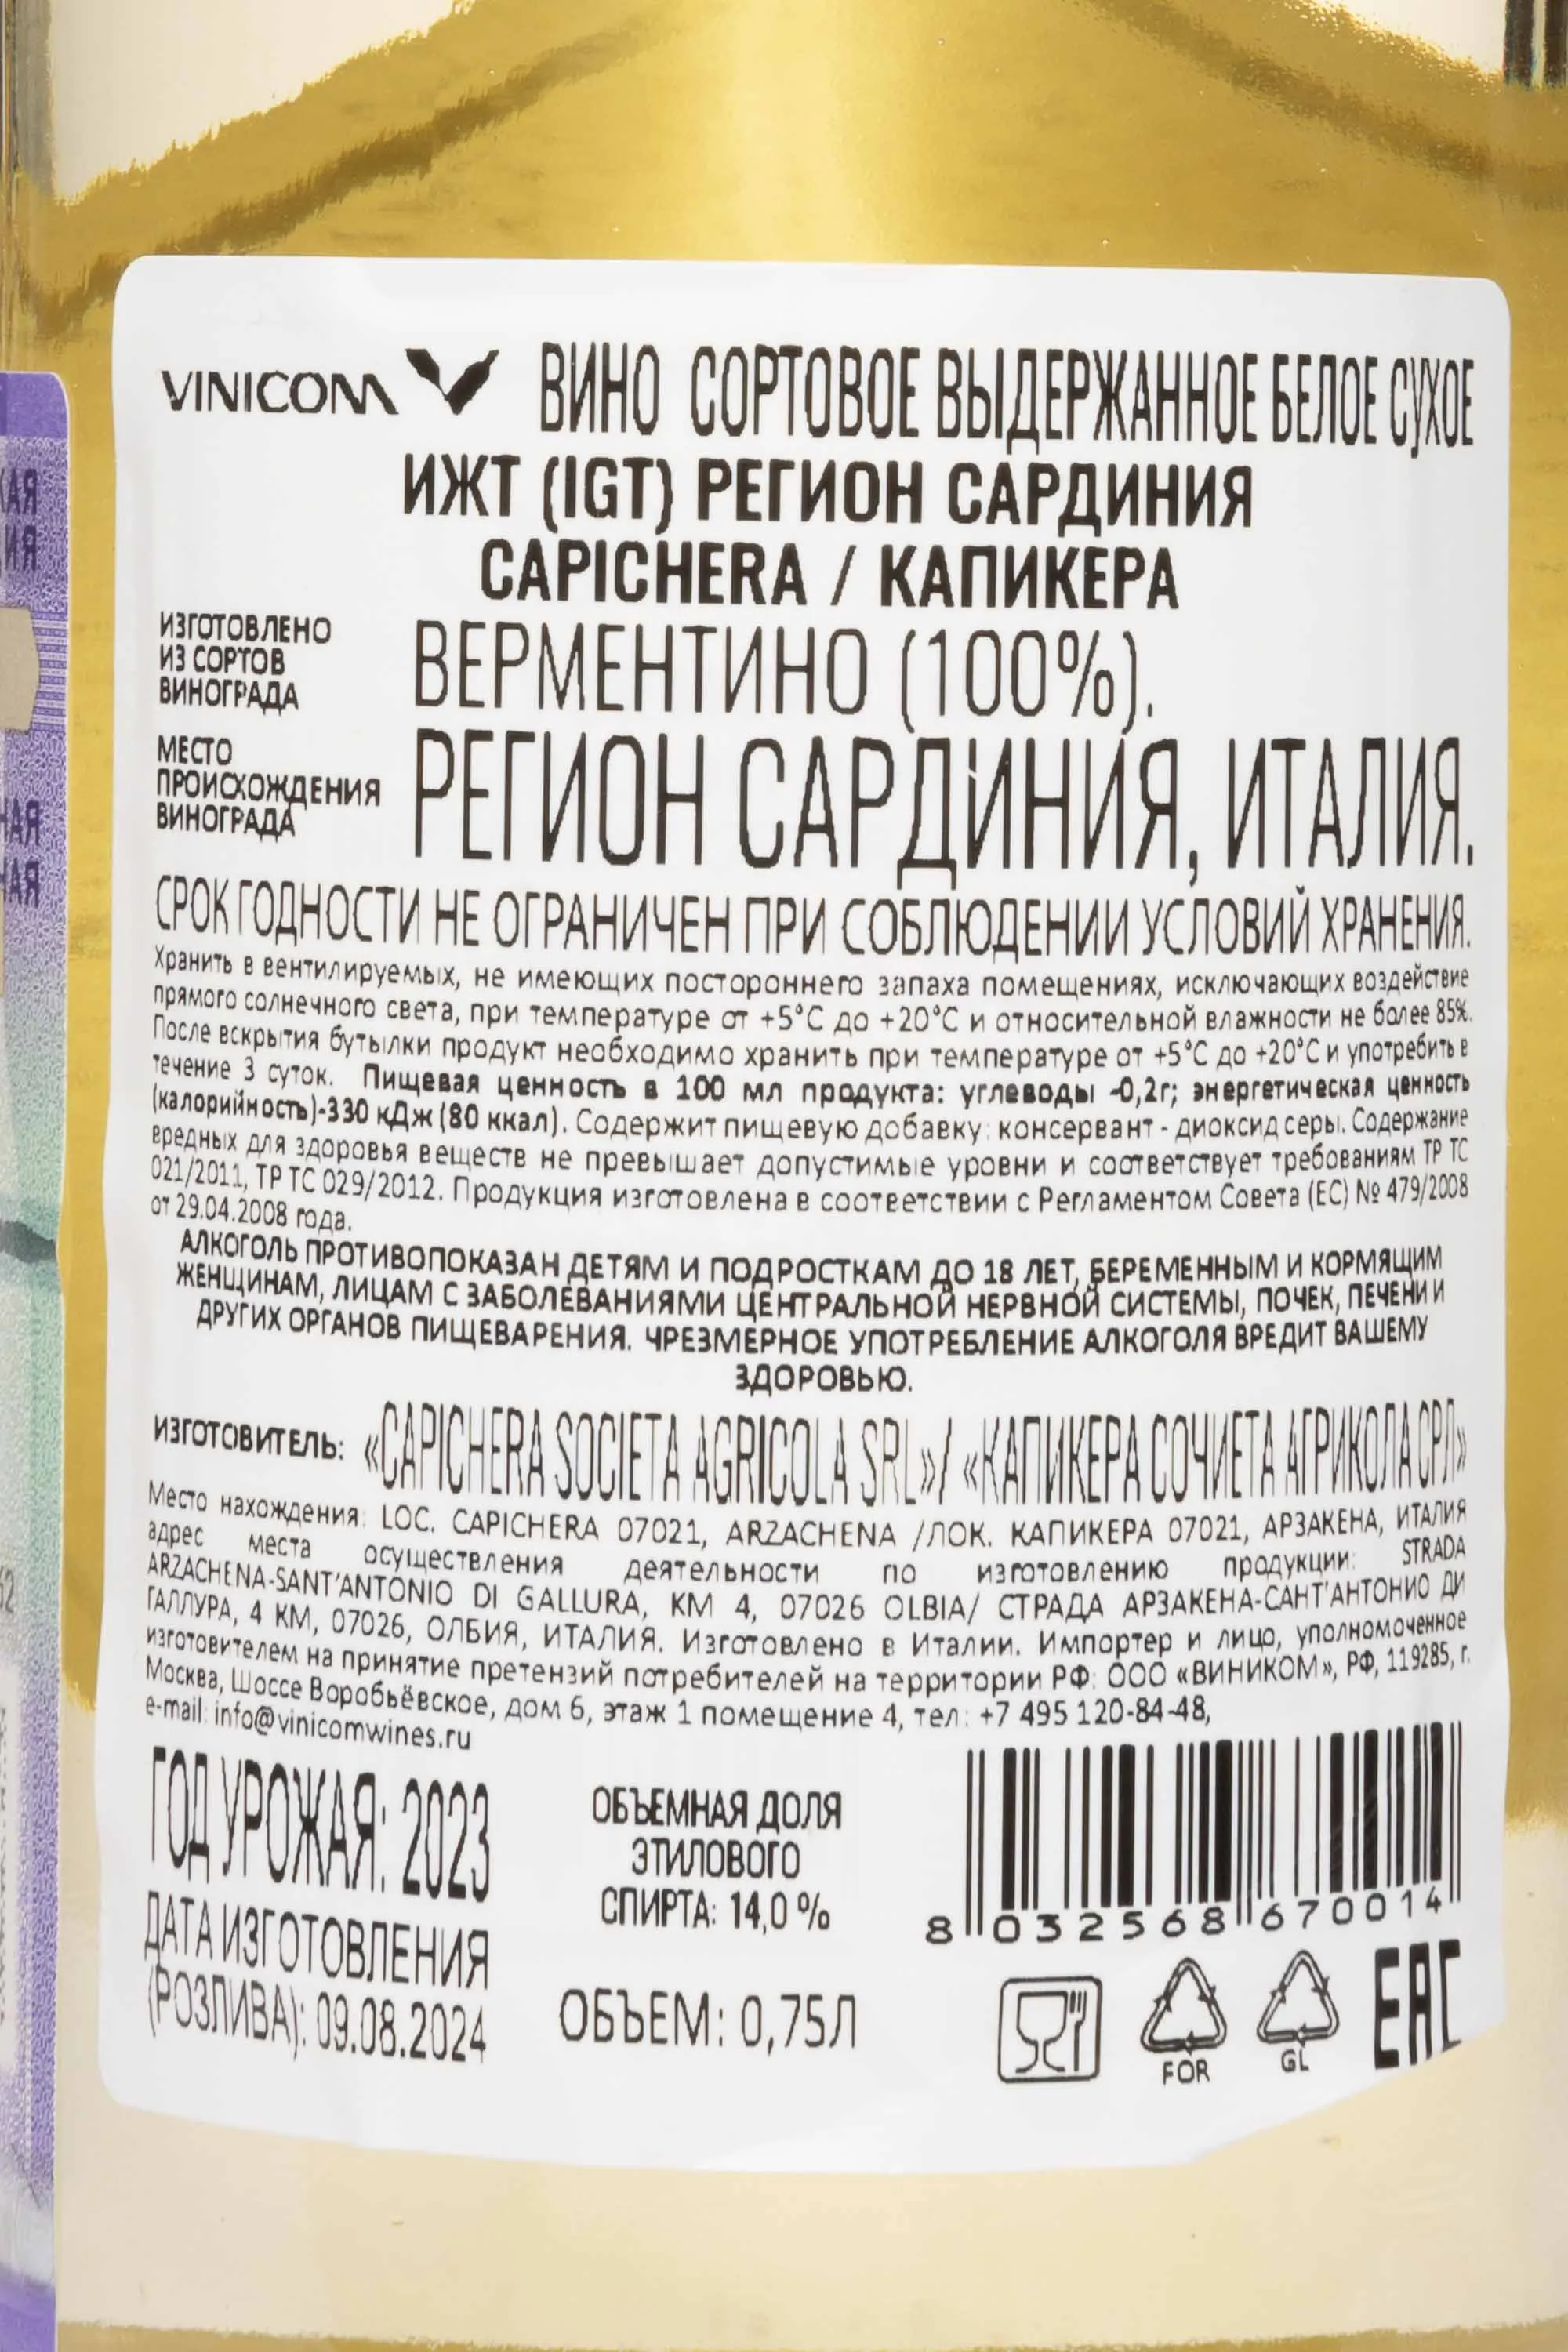 VINICOM ВИНО СОРТОВОЕ ВЫДЕРЖАННОЕ БЕЛОЕ СУХОЕ
ИЖТ (IGT) РЕГИОН САРДИНИЯ
CAPICHERA / КАПИКЕРА
ИЗГОТОВЛЕНО
ИЗ СОРТОВ
ВИНОГРАДА
ВЕРМЕНТИНО (100%).
МЕСТО
ПРОИСХОЖДЕНИЯ
ВИНОГРАДА
РЕГИОН САРДИНИЯ, ИТАЛИЯ.
СРОК ГОДНОСТИ НЕ ОГРАНИЧЕН ПРИ СОБЛЮДЕНИИ УСЛОВИЙ ХРАНЕНИЯ.
Хранить в вентилируемых, не имеющих постороннего запаха помещениях, исключающих воздействие
прямого солнечного света, при температуре от +5°C до +20°C и относительной влажности не более 85%.
После вскрытия бутылки продукт необходимо хранить при температуре от +5°C до +20°C и употребить в
течение 3 суток. Пищевая ценность в 100 мл продукта: углеводы -0,2г; энергетическая ценность
(калорийность)-330 кДж (80 ккал). Содержит пищевую добавку: консервант - диоксид серы. Содержание
вредных для здоровья веществ не превышает допустимые уровни и соответствует требованиям ТР ТС
021/2011, ТР ТС 029/2012. Продукция изготовлена в соответствии с Регламентом Совета (ЕС) № 479/2008
от 29.04.2008 года.
АЛКОГОЛЬ ПРОТИВОПОКАЗАН ДЕТЯМ И ПОДРОСТКАМ ДО 18 ЛЕТ, БЕРЕМЕННЫМ И КОРМЯЩИМ
ЖЕНЩИНАМ, ЛИЦАМ С ЗАБОЛЕВАНИЯМИ ЦЕНТРАЛЬНОЙ НЕРВНОЙ СИСТЕМЫ, ПОЧЕК, ПЕЧЕНИ И
ДРУГИХ ОРГАНОВ ПИЩЕВАРЕНИЯ. ЧРЕЗМЕРНОЕ УПОТРЕБЛЕНИЕ АЛКОГОЛЯ ВРЕДИТ ВАШЕМУ
ЗДОРОВЬЮ.
ИЗГОТОВИТЕЛЬ: «CAPICHERA SOCIETA AGRICOLA SRL» / «КАПИКЕРА СОЧИЕТА АГРИКОЛА СРЛ»
Место нахождения: LOC. CAPICHERA 07021, ARZACHENA /ЛОК. КАПИКЕРА 07021, АРЗАКЕНА, ИТАЛИЯ
адрес места осуществления деятельности по изготовлению продукции: STRADA
ARZACHENA-SANT'ANTONIO DI GALLURA, KM 4, 07026 OLBIA/ СТРАДА АРЗАКЕНА-САНТ'АНТОНИО ДИ
ГАЛЛУРА, 4 КМ, 07026, ОЛБИЯ, ИТАЛИЯ. Изготовлено в Италии. Импортер и лицо, уполномоченное
изготовителем на принятие претензий потребителей на территории РФ: ООО «ВИНИКОМ», РФ, 119285, г.
Москва, Шоссе Воробьёвское, дом 6, этаж 1 помещение 4, тел: +7 495 120-84-48,
e-mail: info@vinicomwines.ru
ГОД УРОЖАЯ: 2023
ДАТА ИЗГОТОВЛЕНИЯ
(РОЗЛИВА): 09.08.2024
ОБЪЕМНАЯ ДОЛЯ
ЭТИЛОВОГО
СПИРТА: 14,0 %
ОБЪЕМ: 0,75Л
8 032568 670014
FOR
GL
EAC